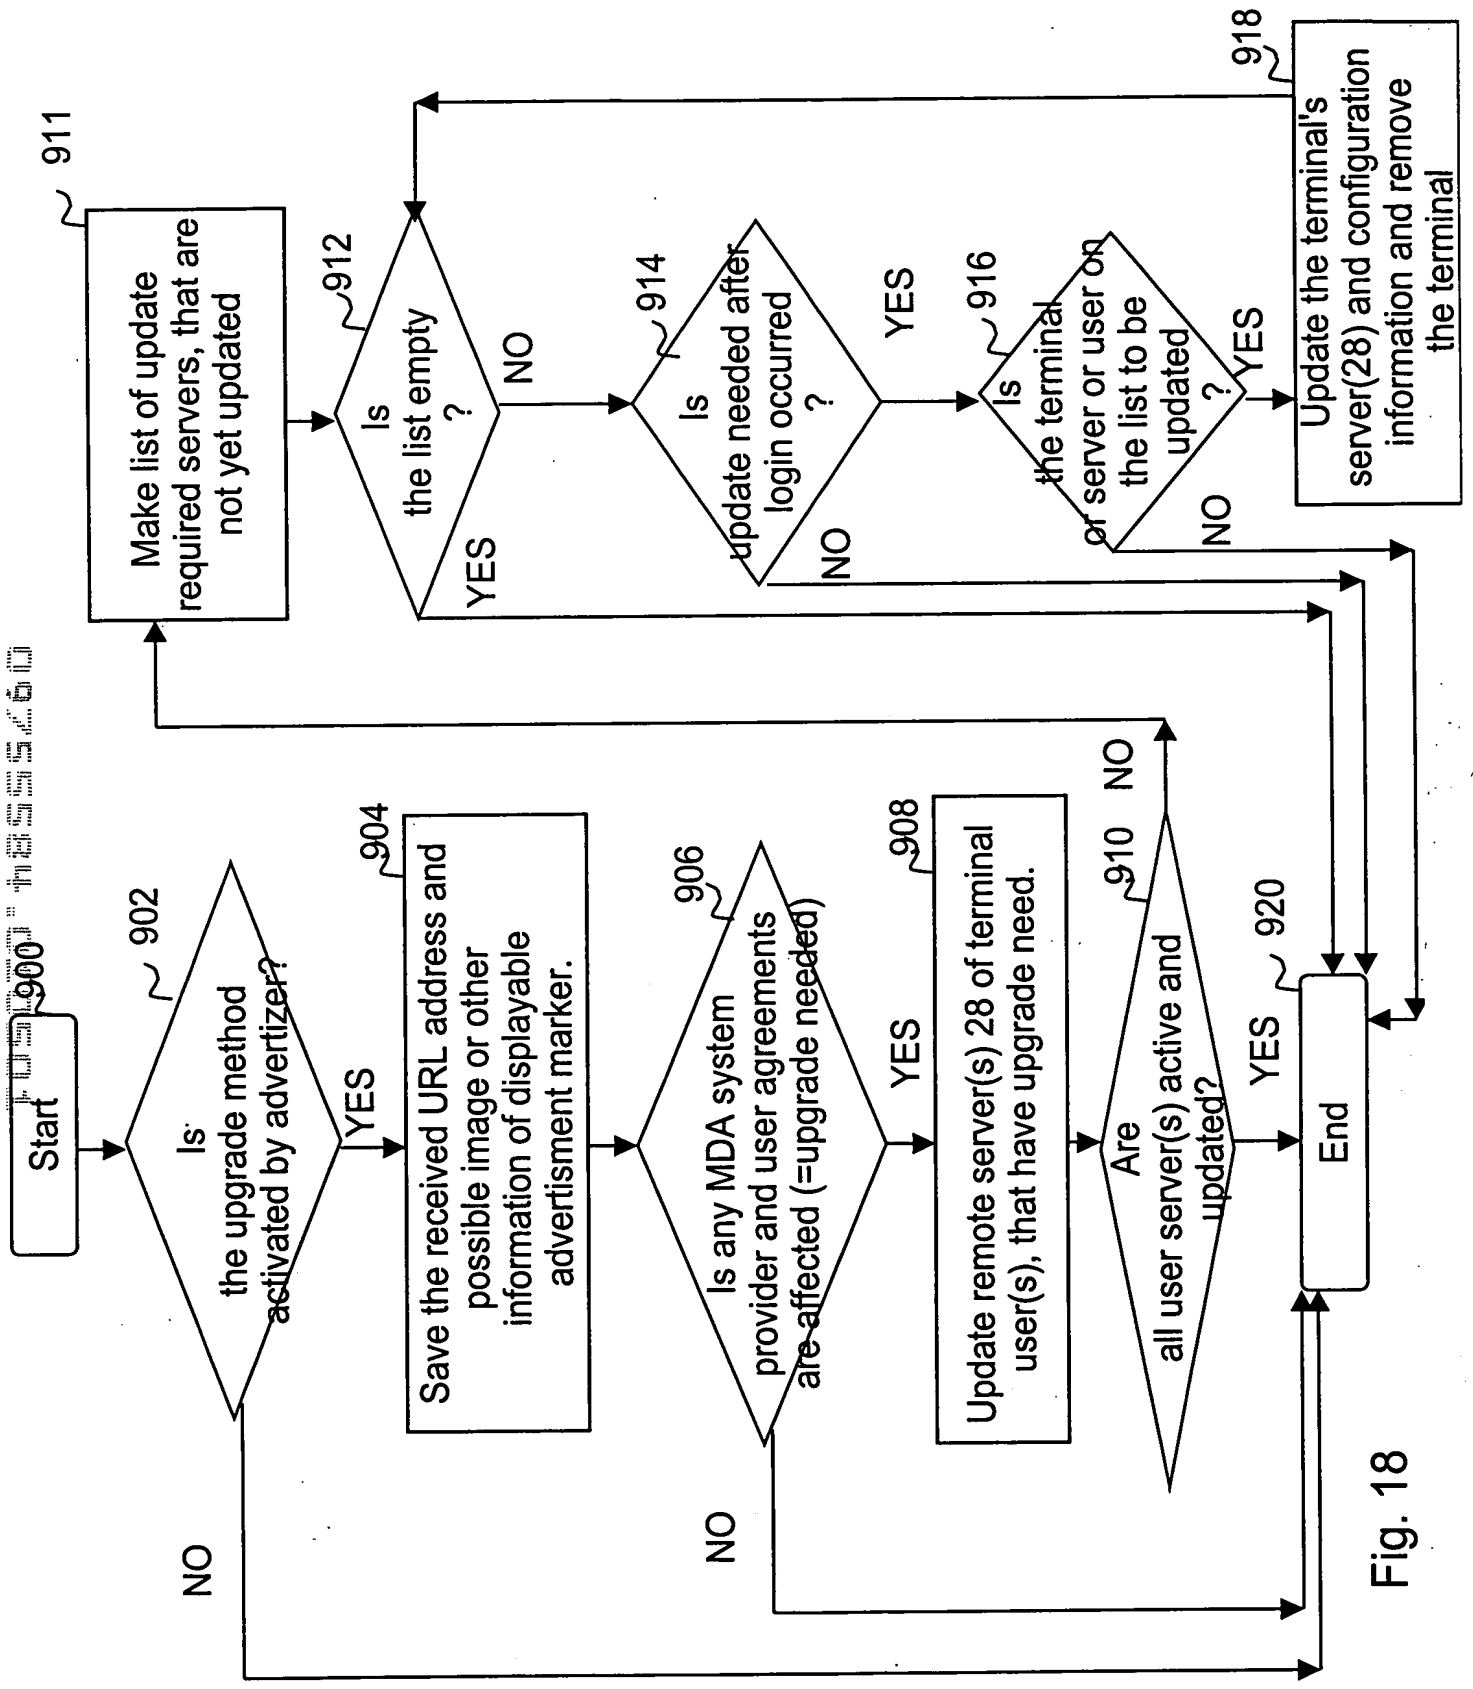 900
Start
902
Is
the upgrade method
activated by advertizer?
NO
YES
904
Save the received URL address and
possible image or other
information of displayable
advertisment marker.
906
Is any MDA system
provider and user agreements
are affected (=upgrade needed)
NO
YES
908
Update remote server(s) 28 of terminal
user(s), that have upgrade need.
910
Are
all user server(s) active and
updated?
NO
YES
920
End
911
Make list of update
required servers, that are
not yet updated
912
Is
the list empty
?
YES
NO
914
Is
update needed after
login occurred
?
NO
YES
916
Is
the terminal
or server or user on
the list to be
updated
?
NO
YES
918
Update the terminal's
server(28) and configuration
information and remove
the terminal
Fig. 18